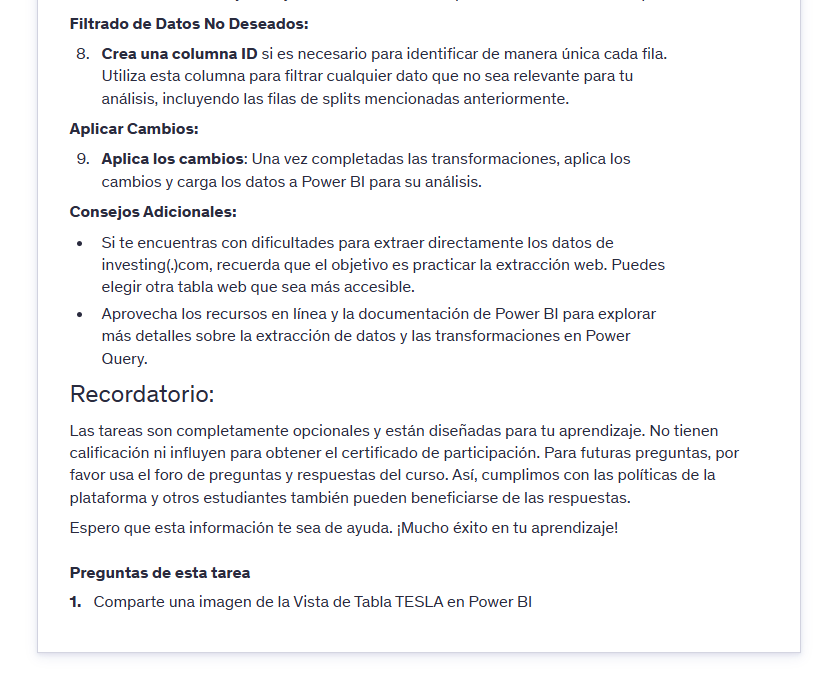 Filtrado de Datos No Deseados:
8. Crea una columna ID si es necesario para identificar de manera única cada fila.
Utiliza esta columna para filtrar cualquier dato que no sea relevante para tu
análisis, incluyendo las filas de splits mencionadas anteriormente.
Aplicar Cambios:
9. Aplica los cambios: Una vez completadas las transformaciones, aplica los
cambios y carga los datos a Power BI para su análisis.
Consejos Adicionales:
• Si te encuentras con dificultades para extraer directamente los datos de
investing(.)com, recuerda que el objetivo es practicar la extracción web. Puedes
elegir otra tabla web que sea más accesible.
• Aprovecha los recursos en línea y la documentación de Power BI para explorar
más detalles sobre la extracción de datos y las transformaciones en Power
Query.
Recordatorio:
Las tareas son completamente opcionales y están diseñadas para tu aprendizaje. No tienen
calificación ni influyen para obtener el certificado de participación. Para futuras preguntas, por
favor usa el foro de preguntas y respuestas del curso. Así, cumplimos con las políticas de la
plataforma y otros estudiantes también pueden beneficiarse de las respuestas.
Espero que esta información te sea de ayuda. ¡Mucho éxito en tu aprendizaje!
Preguntas de esta tarea
1. Comparte una imagen de la Vista de Tabla TESLA en Power BI